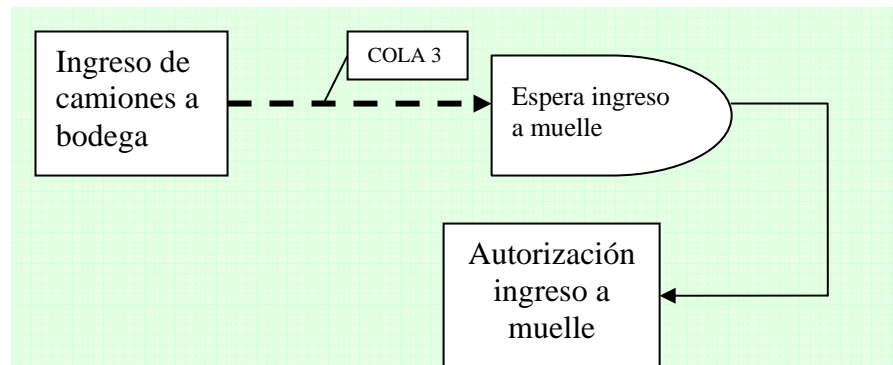 Ingreso de
camiones a
bodega
COLA 3
Espera ingreso
a muelle
Autorización
ingreso a
muelle